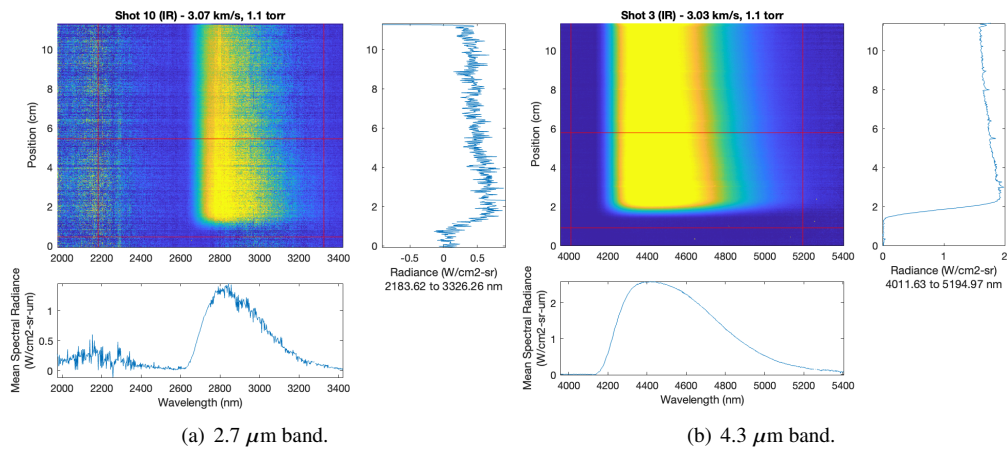 Shot 10 (IR) - 3.07 km/s, 1.1 torr
Position (cm)
10
8
6
4
2
0
2000 2200 2400 2600 2800 3000 3200 3400
-0.5 0 0.5
Radiance (W/cm2-sr)
2183.62 to 3326.26 nm
Mean Spectral Radiance
(W/cm2-sr-um)
1
0.5
0
2000 2200 2400 2600 2800 3000 3200 3400
Wavelength (nm)
10
8
6
4
2
0
(a) 2.7 μm band.
Shot 3 (IR) - 3.03 km/s, 1.1 torr
Position (cm)
10
8
6
4
2
0
4000 4200 4400 4600 4800 5000 5200 5400
10
8
6
4
2
0
0 1 2
Radiance (W/cm2-sr)
4011.63 to 5194.97 nm
Mean Spectral Radiance
(W/cm2-sr-um)
2
1
0
4000 4200 4400 4600 4800 5000 5200 5400
Wavelength (nm)
(b) 4.3 μm band.